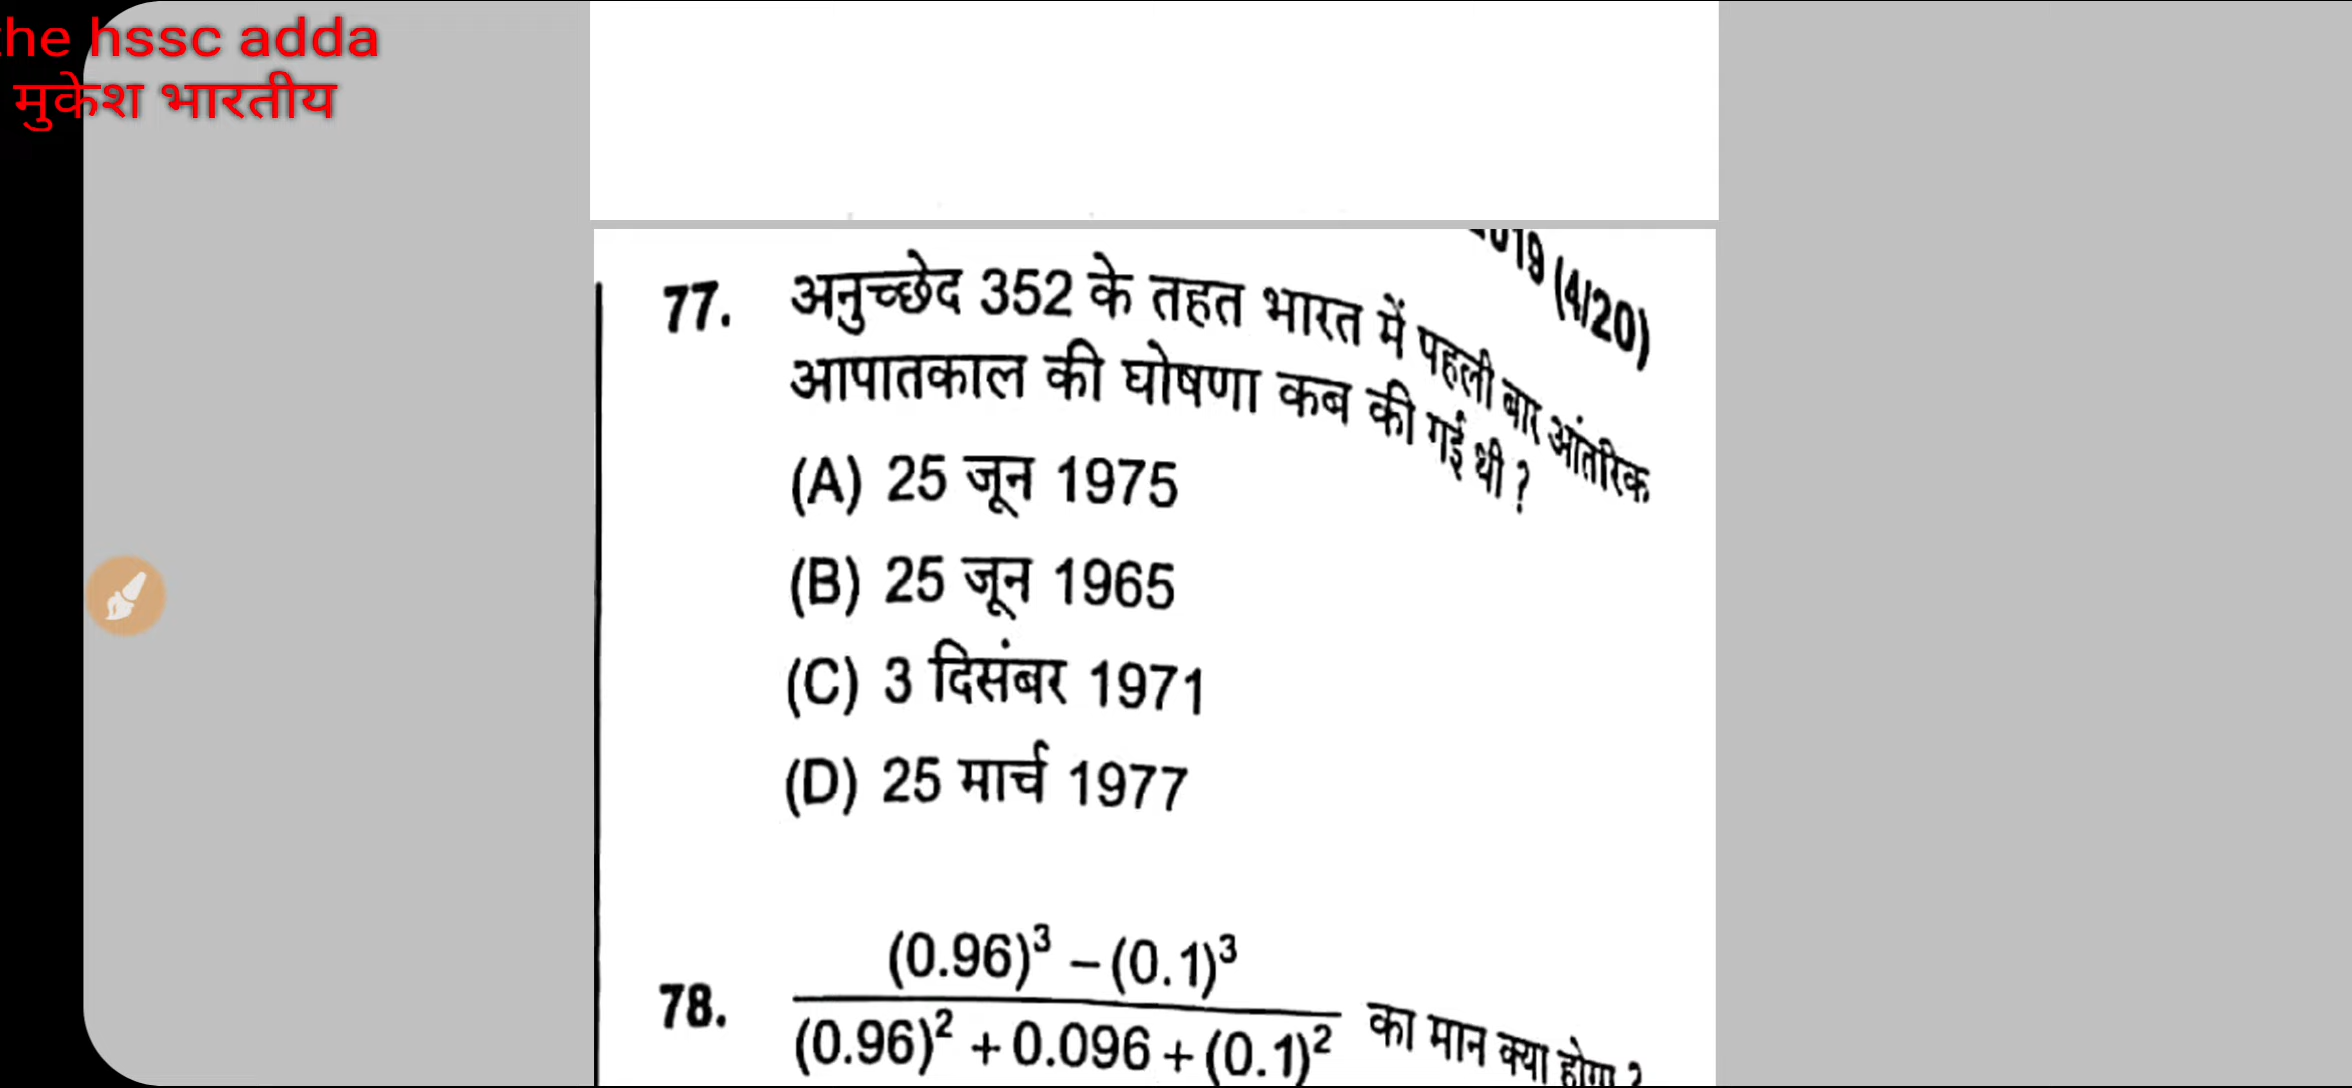 he hssc adda
मुकेश भारतीय
019 (4/20)
77. अनुच्छेद 352 के तहत भारत में पहली बार आंतरिक
आपातकाल की घोषणा कब की गई थी ?
(A) 25 जून 1975
(B) 25 जून 1965
(C) 3 दिसंबर 1971
(D) 25 मार्च 1977
(0.96)³ – (0.1)³
78. का मान क्या होगा ?
(0.96)² + 0.096 + (0.1)²